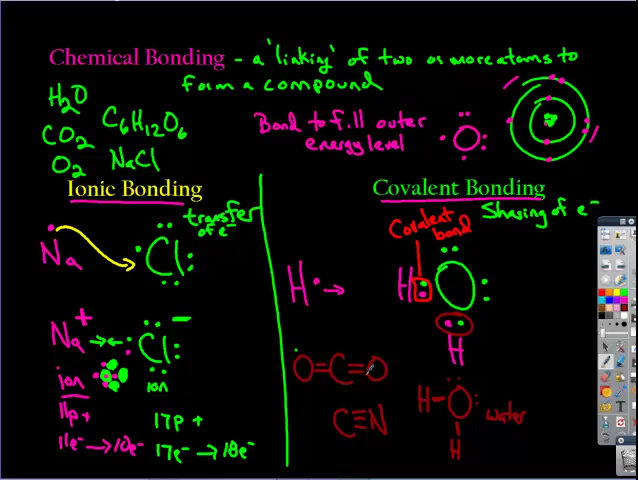 Chemical Bonding - a 'linking' of two or more atoms to
form a compound
H2O
CO2 C6H12O6
O2 NaCl
Bond to fill outer
energy level
O
Ionic Bonding
transfer
of e-
Na Cl
Na+ Cl-
ion ion
11p+ 17p+
11e- → 10e- 17e- → 18e-
Covalent Bonding
Sharing of e-
Covalent
bond
H → H O
H
O=C=O
C≡N
H-O water
H